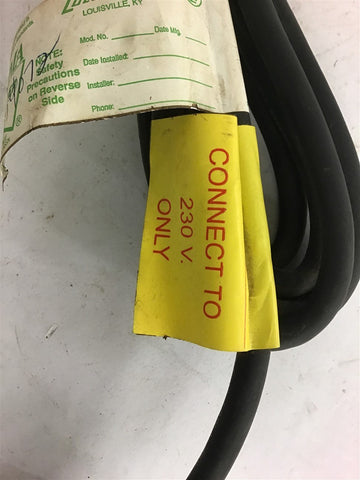 LOUISVILLE, KY
Mod. No. Date Mfg.
NOTE: Date Installed:
Safety
Precautions Installer:
on Reverse
Side Phone:
CONNECT TO
230 V.
ONLY